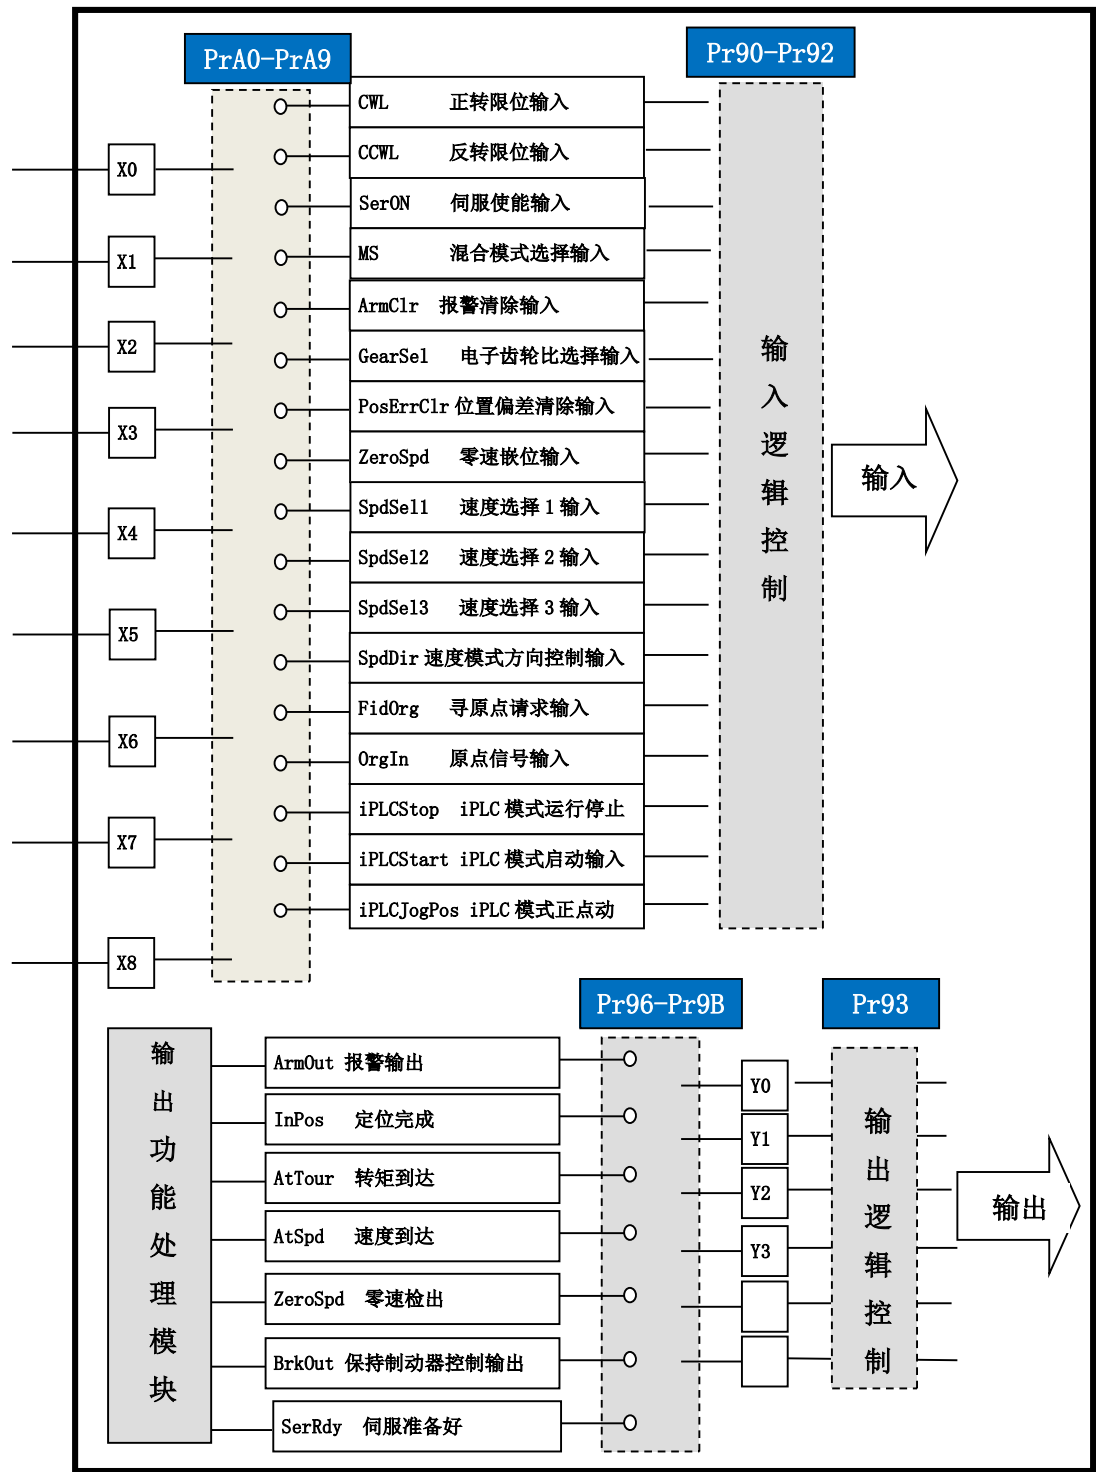 PrA0-PrA9
Pr90-Pr92
CWL 正转限位输入
CCWL 反转限位输入
SerON 伺服使能输入
MS 混合模式选择输入
ArmClr 报警清除输入
GearSel 电子齿轮比选择输入
PosErrClr 位置偏差清除输入
ZeroSpd 零速嵌位输入
SpdSel1 速度选择 1 输入
SpdSel2 速度选择 2 输入
SpdSel3 速度选择 3 输入
SpdDir 速度模式方向控制输入
FidOrg 寻原点请求输入
OrgIn 原点信号输入
iPLCStop iPLC 模式运行停止
iPLCStart iPLC 模式启动输入
iPLCJogPos iPLC 模式正点动
X0
X1
X2
X3
X4
X5
X6
X7
X8
输入逻辑控制
输入
Pr96-Pr9B
Pr93
输出功能处理模块
ArmOut 报警输出
InPos 定位完成
AtTour 转矩到达
AtSpd 速度到达
ZeroSpd 零速检出
BrkOut 保持制动器控制输出
SerRdy 伺服准备好
Y0
Y1
Y2
Y3
输出逻辑控制
输出